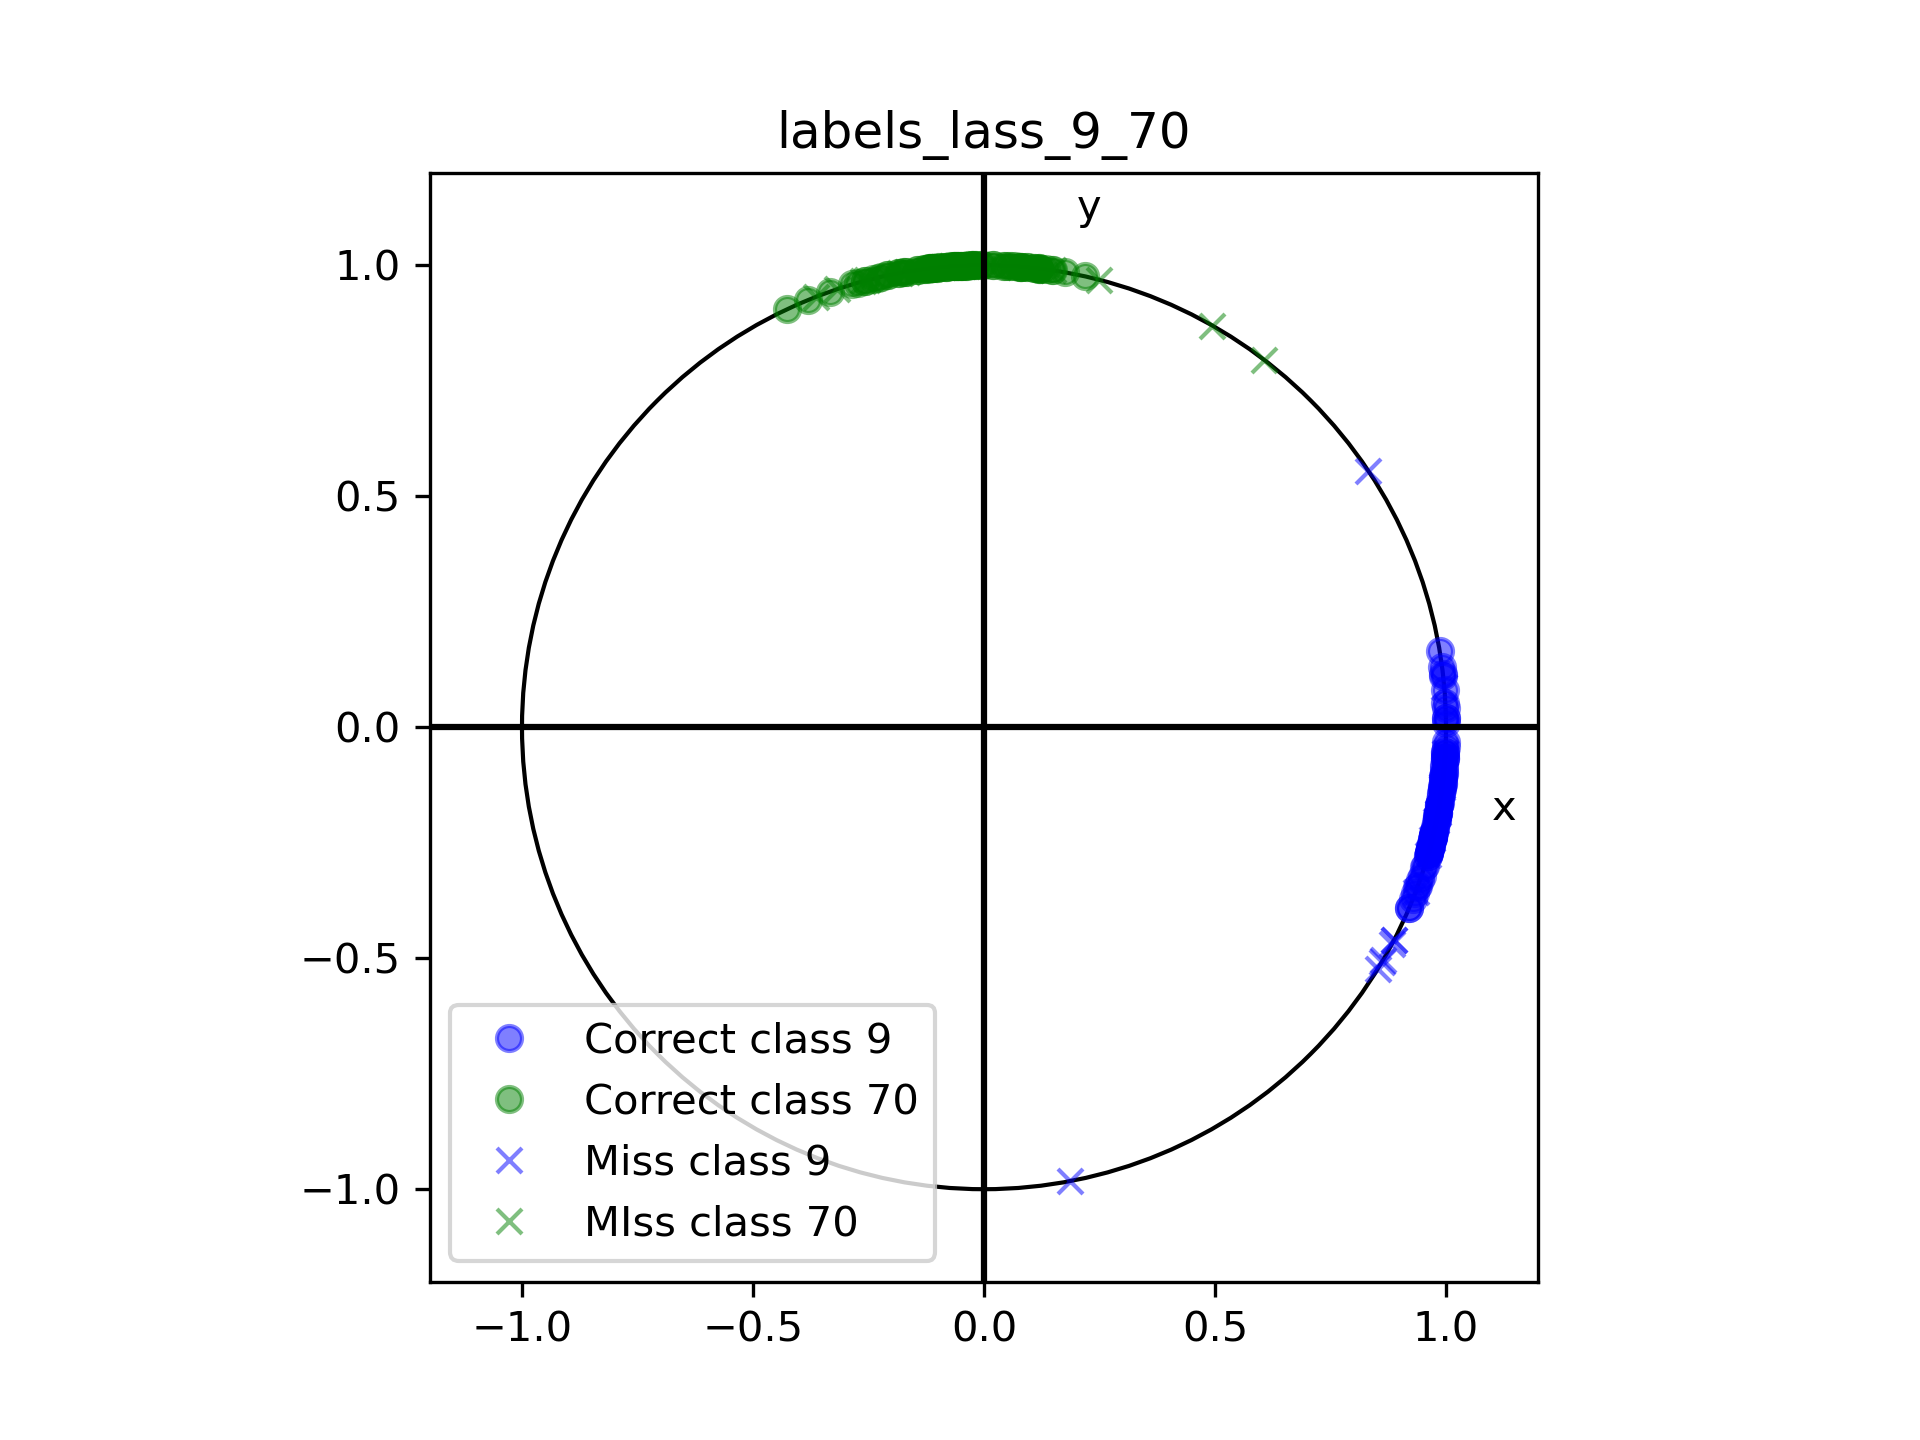 labels_lass_9_70
y
1.0
0.5
0.0
x
−0.5
−1.0
Correct class 9
Correct class 70
Miss class 9
MIss class 70
−1.0 −0.5 0.0 0.5 1.0